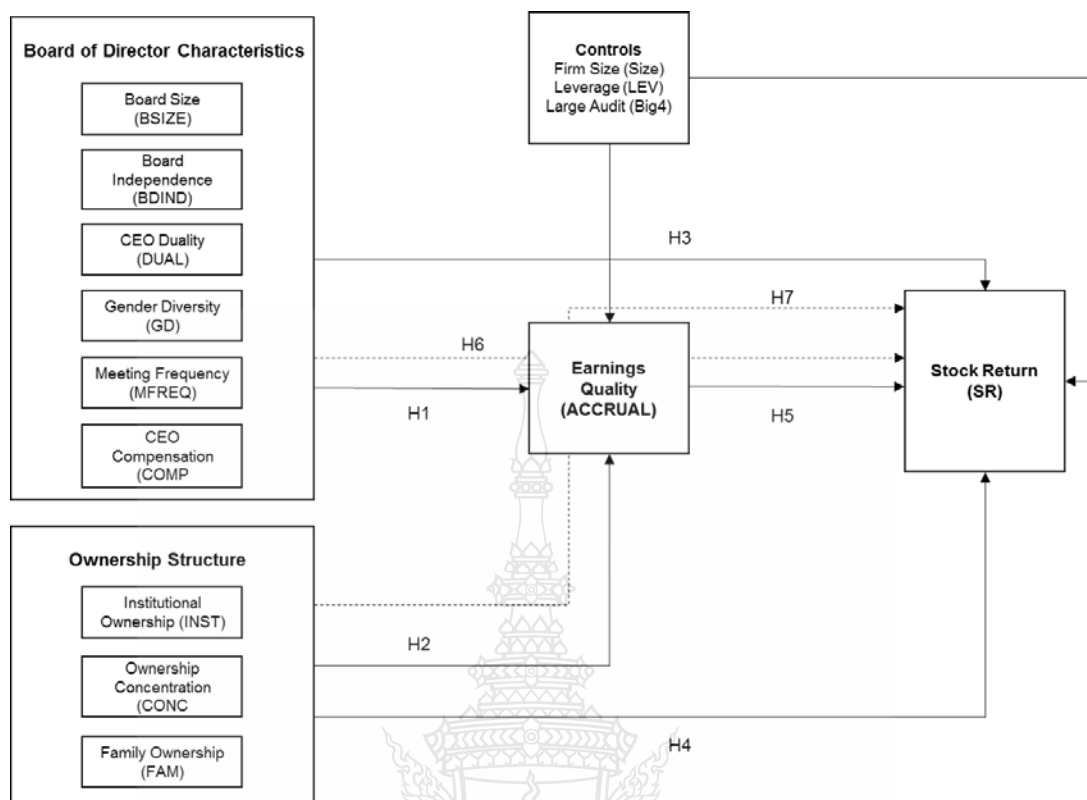 Board of Director Characteristics
Board Size
(BSIZE)
Board
Independence
(BDIND)
CEO Duality
(DUAL)
Gender Diversity
(GD)
Meeting Frequency
(MFREQ)
CEO
Compensation
(COMP
Ownership Structure
Institutional
Ownership (INST)
Ownership
Concentration
(CONC
Family Ownership
(FAM)
Controls
Firm Size (Size)
Leverage (LEV)
Large Audit (Big4)
H3
H7
H6
H1
Earnings
Quality
(ACCRUAL)
H5
Stock Return
(SR)
H2
H4